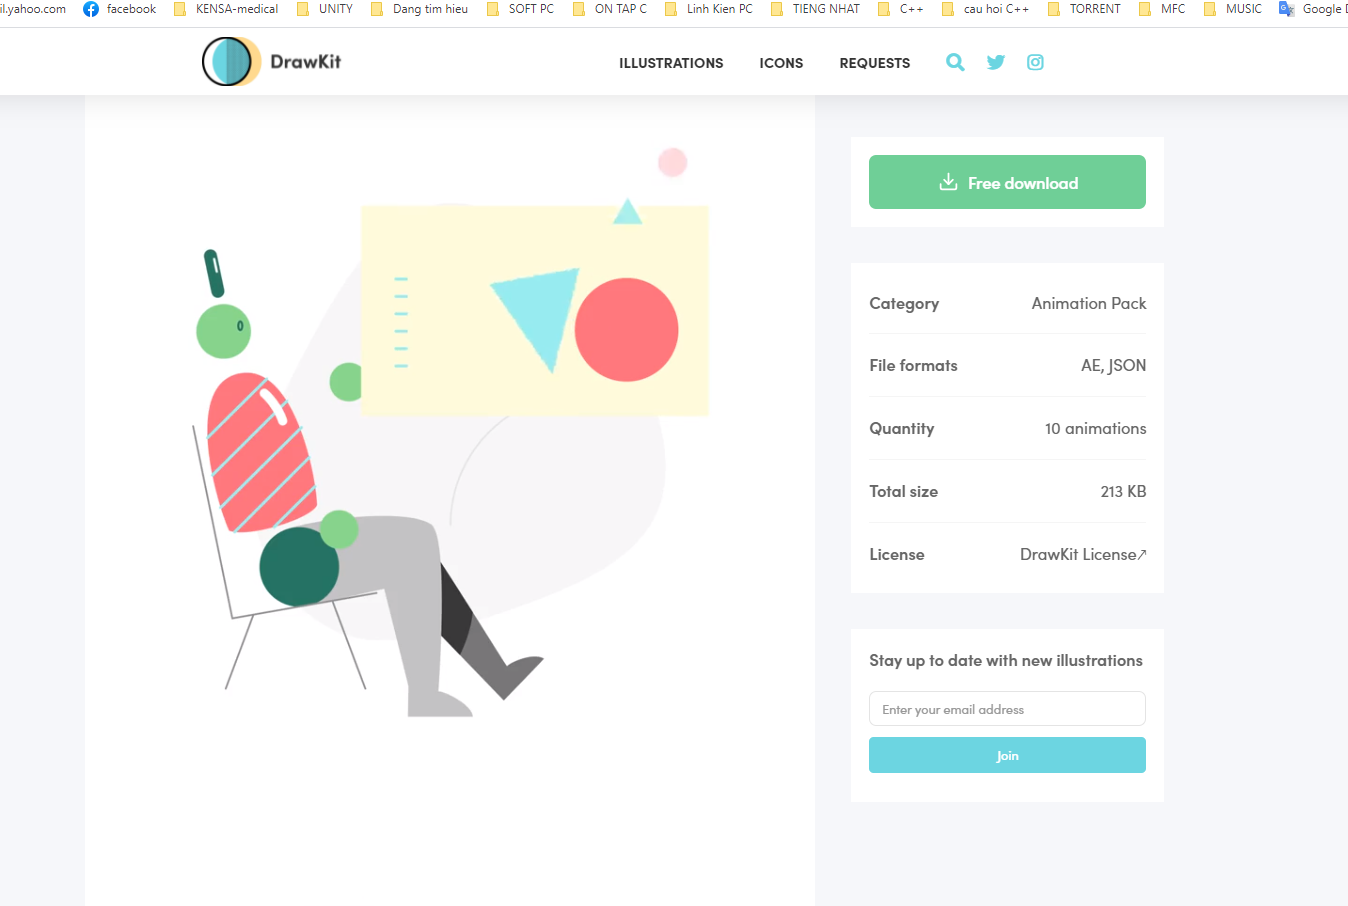 il.yahoo.com facebook KENSA-medical UNITY Dang tim hieu SOFT PC ON TAP C Linh Kien PC TIENG NHAT C++ cau hoi C++ TORRENT MFC MUSIC Google D
DrawKit ILLUSTRATIONS ICONS REQUESTS
Free download
Category Animation Pack
File formats AE, JSON
Quantity 10 animations
Total size 213 KB
License DrawKit License↗
Stay up to date with new illustrations
Enter your email address
Join